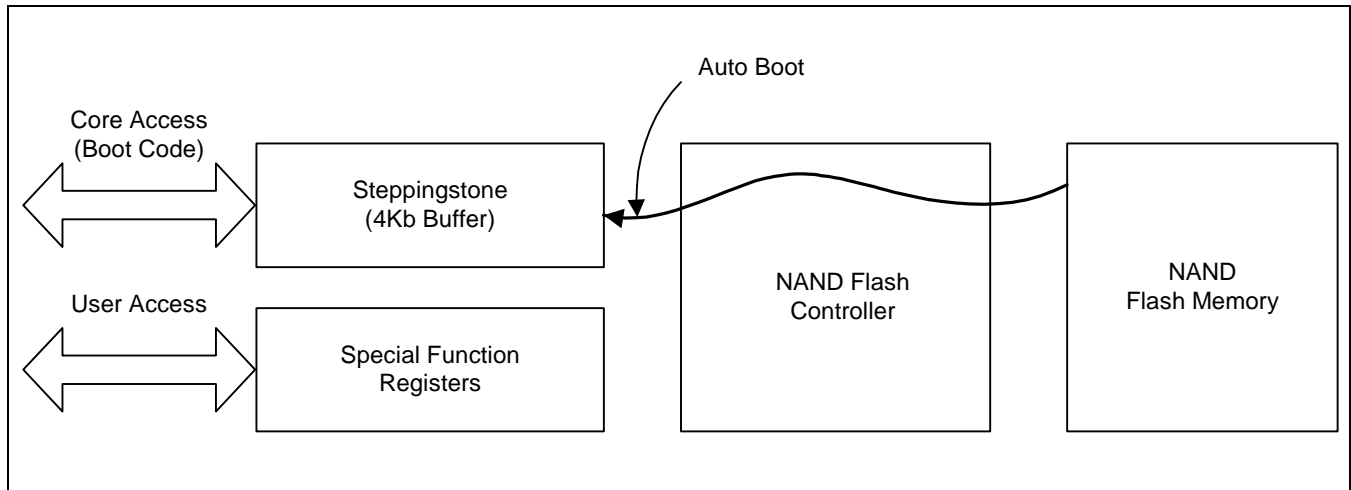 Auto Boot
Core Access
(Boot Code)
Steppingstone
(4Kb Buffer)
NAND Flash
Controller
NAND
Flash Memory
User Access
Special Function
Registers